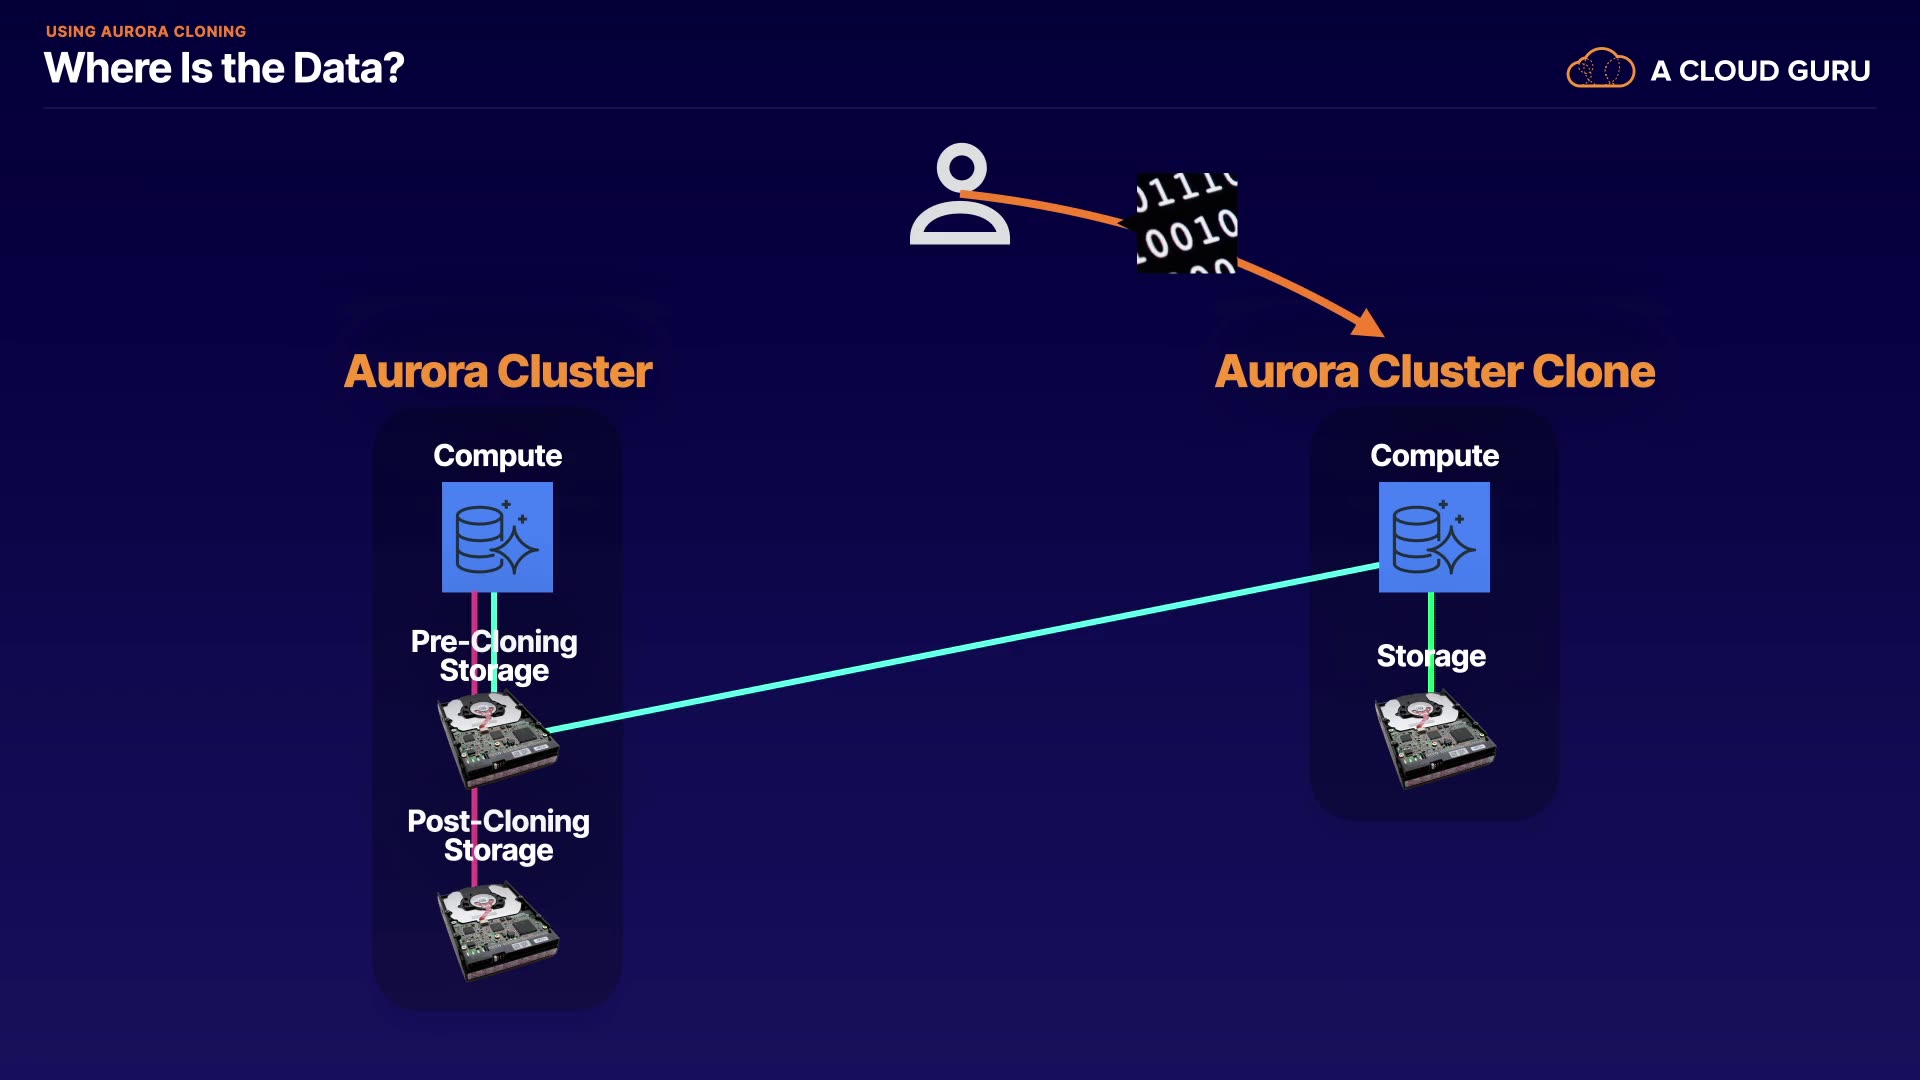 USING AURORA CLONING
Where Is the Data?
A CLOUD GURU
0010
Aurora Cluster
Aurora Cluster Clone
Compute
Compute
Pre-Cloning
Storage
Storage
Post-Cloning
Storage